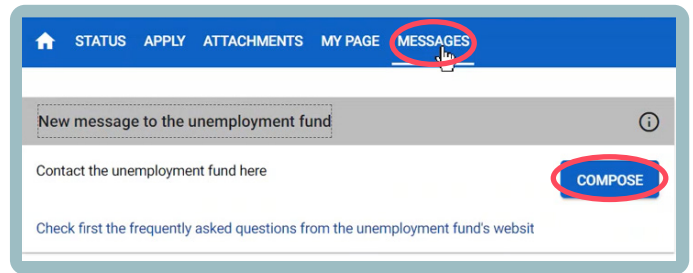 STATUS APPLY ATTACHMENTS MY PAGE MESSAGES
New message to the unemployment fund
Contact the unemployment fund here
COMPOSE
Check first the frequently asked questions from the unemployment fund's websit